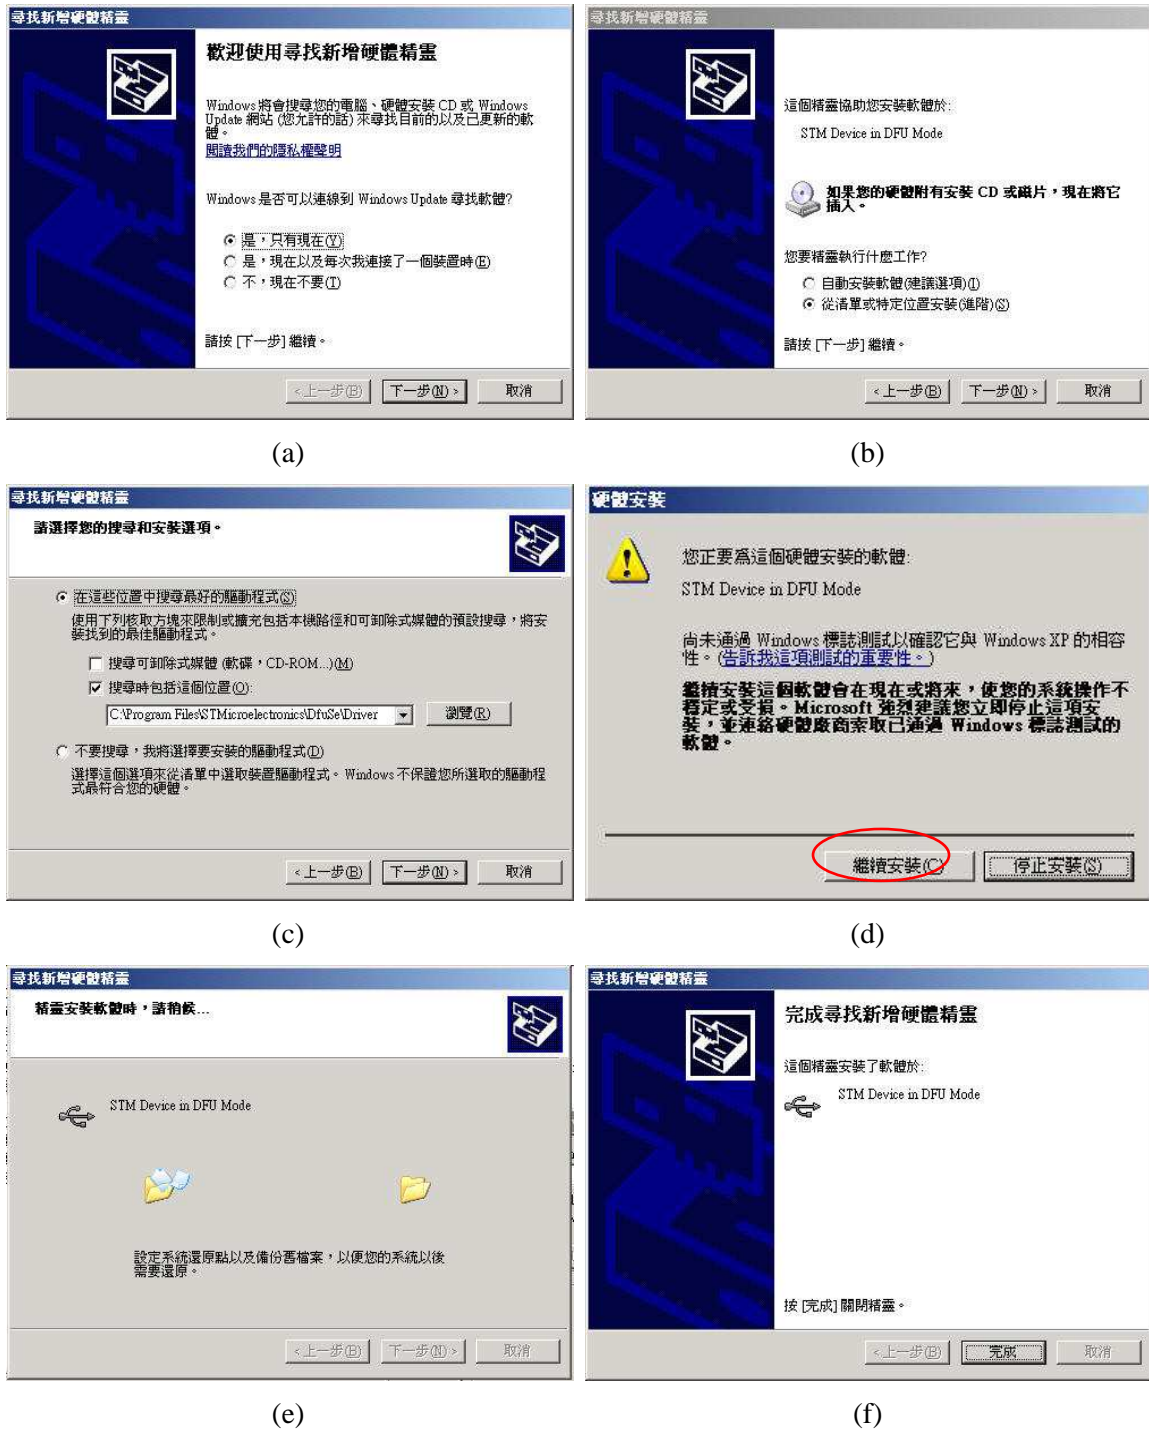 尋找新增硬體精靈
歡迎使用尋找新增硬體精靈
Windows 將會搜尋您的電腦、硬體安裝 CD 或 Windows
Update 網站 (您允許的話) 來尋找目前的以及已更新的軟
體。
閱讀我們的隱私權聲明
Windows 是否可以連線到 Windows Update 尋找軟體?
是，只有現在(Y)
是，現在以及每次我連接了一個裝置時(E)
不，現在不要(T)
請按 [下一步] 繼續。
<上一步(B) 下一步(N)> 取消
(a)
尋找新增硬體精靈
這個精靈協助您安裝軟體於:
STM Device in DFU Mode
如果您的硬體附有安裝 CD 或磁片，現在將它
插入。
您要精靈執行什麼工作?
自動安裝軟體(建議選項)(I)
從清單或特定位置安裝(進階)(S)
請按 [下一步] 繼續。
<上一步(B) 下一步(N)> 取消
(b)
尋找新增硬體精靈
請選擇您的搜尋和安裝選項。
在這些位置中搜尋最好的驅動程式(S)
使用下列核取方塊來限制或擴充包括本機路徑和可卸除式媒體的預設搜尋，將安
裝找到的最佳驅動程式。
搜尋可卸除式媒體 (軟碟，CD-ROM...)(M)
搜尋時包括這個位置(O):
C:\Program Files\STMicroelectronics\DfuSe\Driver 瀏覽(R)
不要搜尋，我將選擇要安裝的驅動程式(D)
選擇這個選項來從清單中選取裝置驅動程式。Windows 不保證您所選取的驅動程
式最符合您的硬體。
<上一步(B) 下一步(N)> 取消
(c)
硬體安裝
您正要為這個硬體安裝的軟體:
STM Device in DFU Mode
尚未通過 Windows 標誌測試以確認它與 Windows XP 的相容
性。(告訴我這項測試的重要性。)
繼續安裝這個軟體會在現在或將來，使您的系統操作不
穩定或受損。Microsoft 強烈建議您立即停止這項安
裝，並連絡硬體廠商索取已通過 Windows 標誌測試的
軟體。
繼續安裝(C) 停止安裝(S)
(d)
尋找新增硬體精靈
精靈安裝軟體時，請稍候...
STM Device in DFU Mode
設定系統還原點以及備份舊檔案，以便您的系統以後
需要還原。
<上一步(B) 下一步(N)> 取消
(e)
尋找新增硬體精靈
完成尋找新增硬體精靈
這個精靈安裝了軟體於:
STM Device in DFU Mode
按 [完成] 關閉精靈。
<上一步(B) 完成 取消
(f)